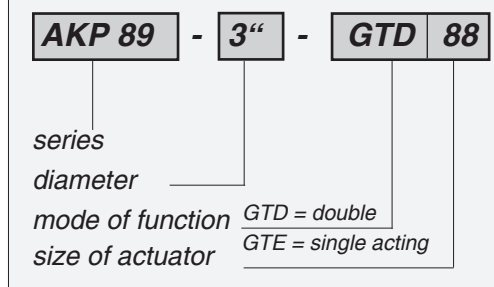 AKP 89 - 3“ - GTD 88
series
diameter
mode of function GTD = double
GTE = single acting
size of actuator